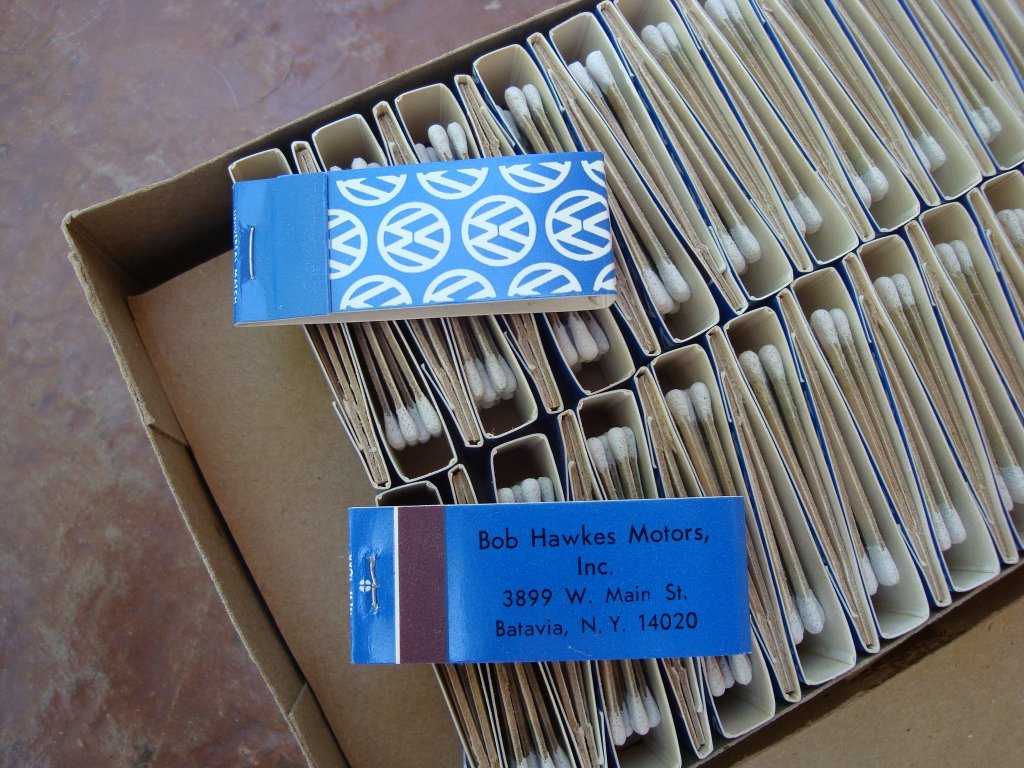 Bob Hawkes Motors,
Inc.
3899 W. Main St.
Batavia, N.Y. 14020